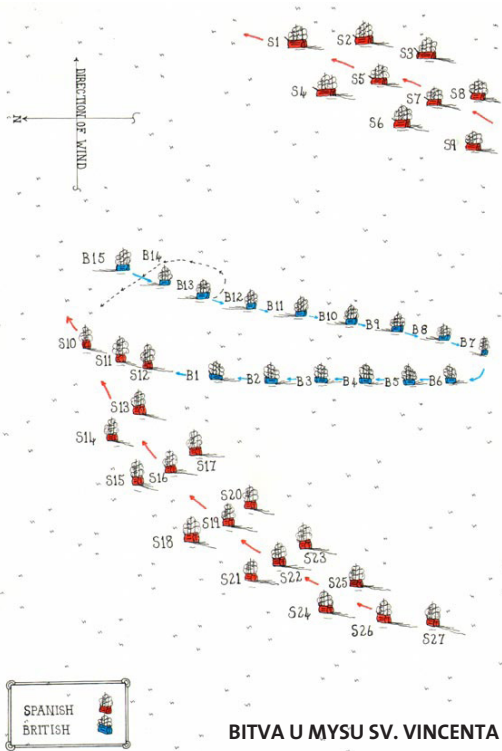 S1 S2 S3
S4 S5 S7 S8
S6 S9
DIRECTION OF WIND
N
B15 B14
B13 B12 B11 B10 B9 B8 B7
S10
S11
S12 B1 B2 B3 B4 B5 B6
S13
S14
S17
S15 S16
S20
S19
S18
S23
S21 S22 S25
S24
S26 S27
SPANISH
BRITISH
BITVA U MYSU SV. VINCENTA